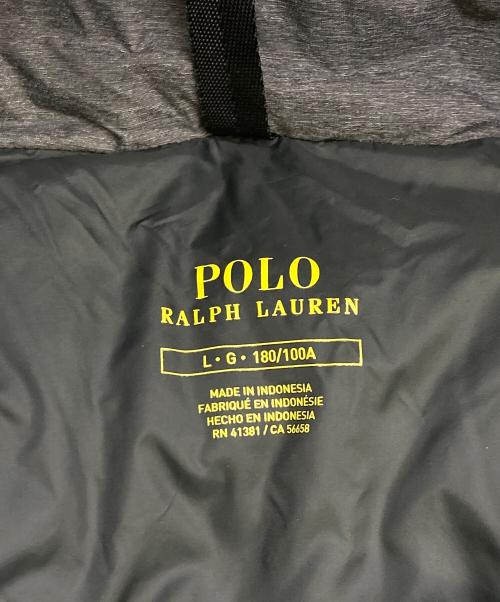 POLO
RALPH LAUREN
L • G • 180/100A
MADE IN INDONESIA
FABRIQUÉ EN INDONÉSIE
HECHO EN INDONESIA
RN 41381 / CA 56658